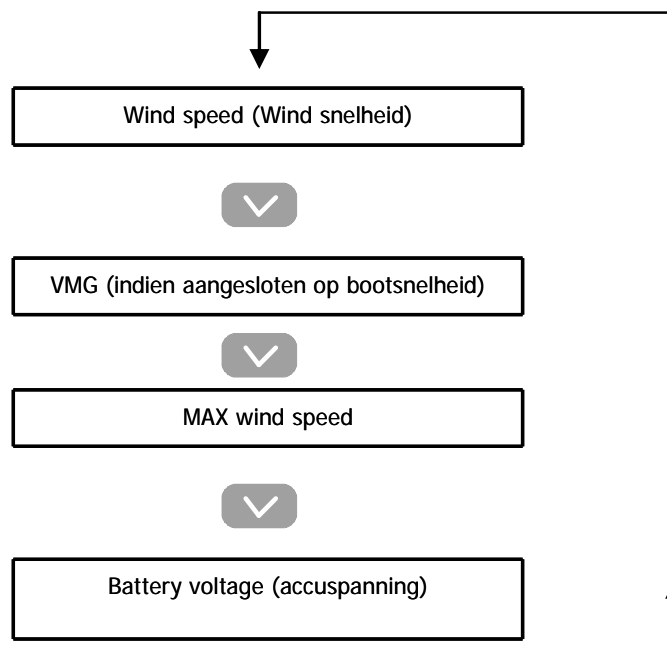 Wind speed (Wind snelheid)
VMG (indien aangesloten op bootsnelheid)
MAX wind speed
Battery voltage (accuspanning)